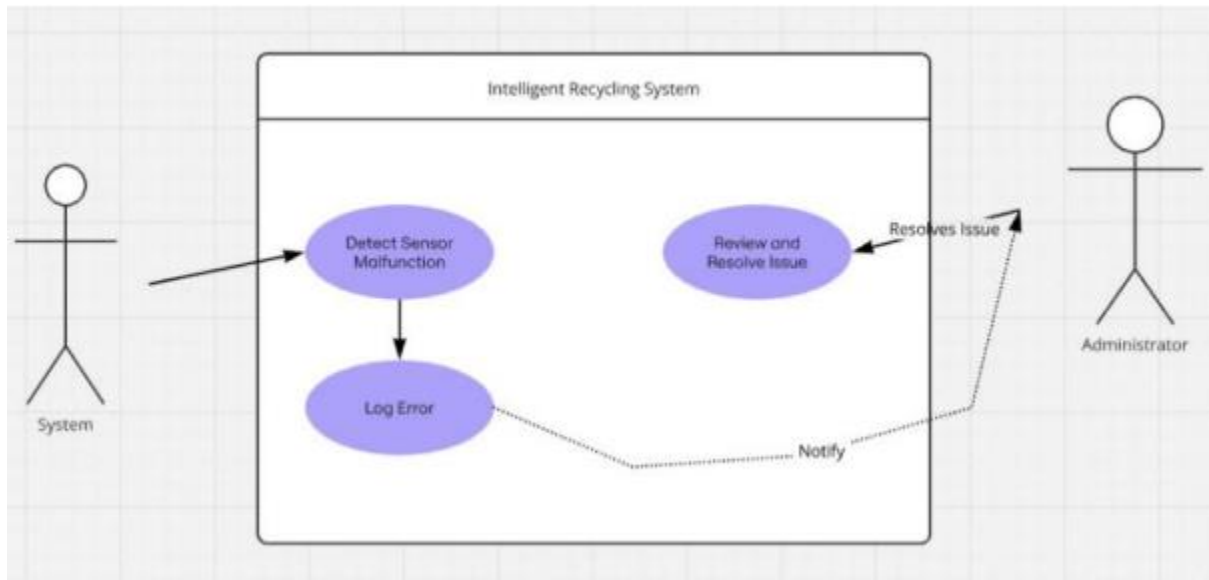 Intelligent Recycling System
Detect Sensor
Malfunction
Review and
Resolve Issue
Resolves Issue
Administrator
Log Error
System
Notify